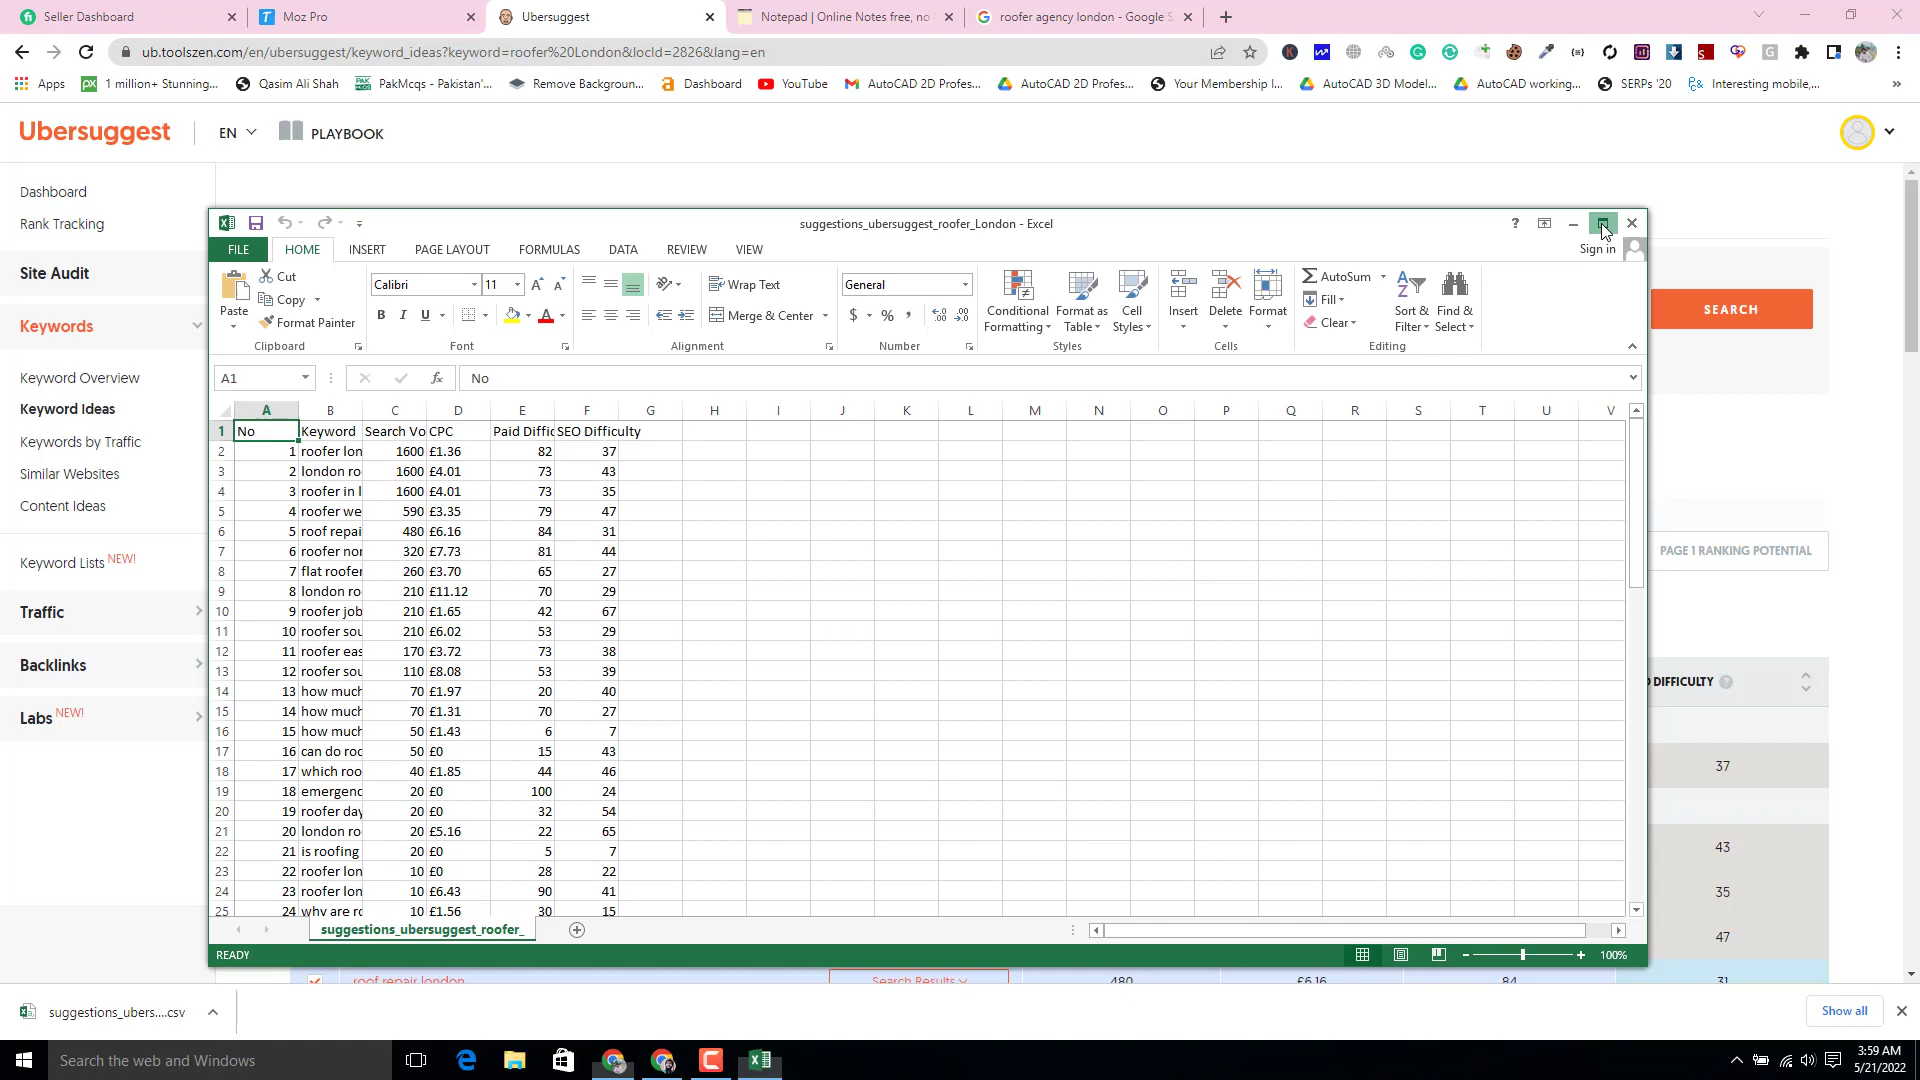 Seller Dashboard
Moz Pro
Ubersuggest
Notepad | Online Notes free, no
roofer agency london - Google S
ub.toolszen.com/en/ubersuggest/keyword_ideas?keyword=roofer%20London&locId=2826&lang=en
Apps
1 million+ Stunning...
Qasim Ali Shah
PakMcqs - Pakistan'...
Remove Backgroun...
Dashboard
YouTube
AutoCAD 2D Profes...
AutoCAD 2D Profes...
Your Membership I...
AutoCAD 3D Model...
AutoCAD working...
SERPs '20
Interesting mobile,...
Ubersuggest
EN
PLAYBOOK
Dashboard
Rank Tracking
Site Audit
Keywords
Keyword Overview
Keyword Ideas
Keywords by Traffic
Similar Websites
Content Ideas
Keyword Lists NEW!
Traffic
Backlinks
Labs NEW!
suggestions_ubersuggest_roofer_London - Excel
FILE HOME INSERT PAGE LAYOUT FORMULAS DATA REVIEW VIEW
Sign in
Paste
Cut
Copy
Format Painter
Clipboard
Calibri 11
B I U
Font
Wrap Text
Merge & Center
Alignment
General
$ % ,
Number
Conditional Formatting
Format as Table
Cell Styles
Styles
Insert
Delete
Format
Cells
AutoSum
Fill
Clear
Sort & Filter
Find & Select
Editing
A1
No
A B C D E F G H I J K L M N O P Q R S T U V
1 No Keyword Search Vo CPC Paid Diffic SEO Difficulty
2 1 roofer lon 1600 £1.36 82 37
3 2 london ro 1600 £4.01 73 43
4 3 roofer in l 1600 £4.01 73 35
5 4 roofer we 590 £3.35 79 47
6 5 roof repai 480 £6.16 84 31
7 6 roofer nor 320 £7.73 81 44
8 7 flat roofer 260 £3.70 65 27
9 8 london ro 210 £11.12 70 29
10 9 roofer job 210 £1.65 42 67
11 10 roofer sou 210 £6.02 53 29
12 11 roofer eas 170 £3.72 73 38
13 12 roofer sou 110 £8.08 53 39
14 13 how much 70 £1.97 20 40
15 14 how much 70 £1.31 70 27
16 15 how much 50 £1.43 6 7
17 16 can do roo 50 £0 15 43
18 17 which roo 40 £1.85 44 46
19 18 emergenc 20 £0 100 24
20 19 roofer day 20 £0 32 54
21 20 london ro 20 £5.16 22 65
22 21 is roofing 20 £0 5 7
23 22 roofer lon 10 £0 28 22
24 23 roofer lon 10 £6.43 90 41
25 24 why are ro 10 £1.56 30 15
suggestions_ubersuggest_roofer_
READY
100%
SEARCH
PAGE 1 RANKING POTENTIAL
DIFFICULTY
37
43
35
47
roof repair london Search Results 480 £6.16 84 31
suggestions_ubers....csv
Show all
Search the web and Windows
3:59 AM
5/21/2022